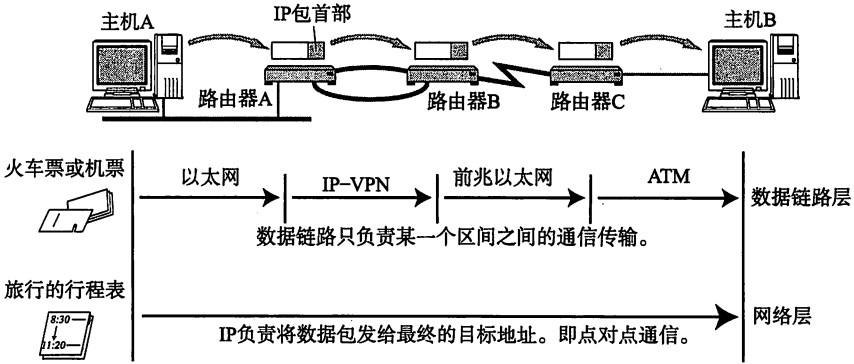 主机A
IP包首部
主机B
路由器A
路由器B
路由器C
火车票或机票
以太网
IP-VPN
前兆以太网
ATM
数据链路层
数据链路只负责某一个区间之间的通信传输。
旅行的行程表
8:30
11:20
网络层
IP负责将数据包发给最终的目标地址。即点对点通信。